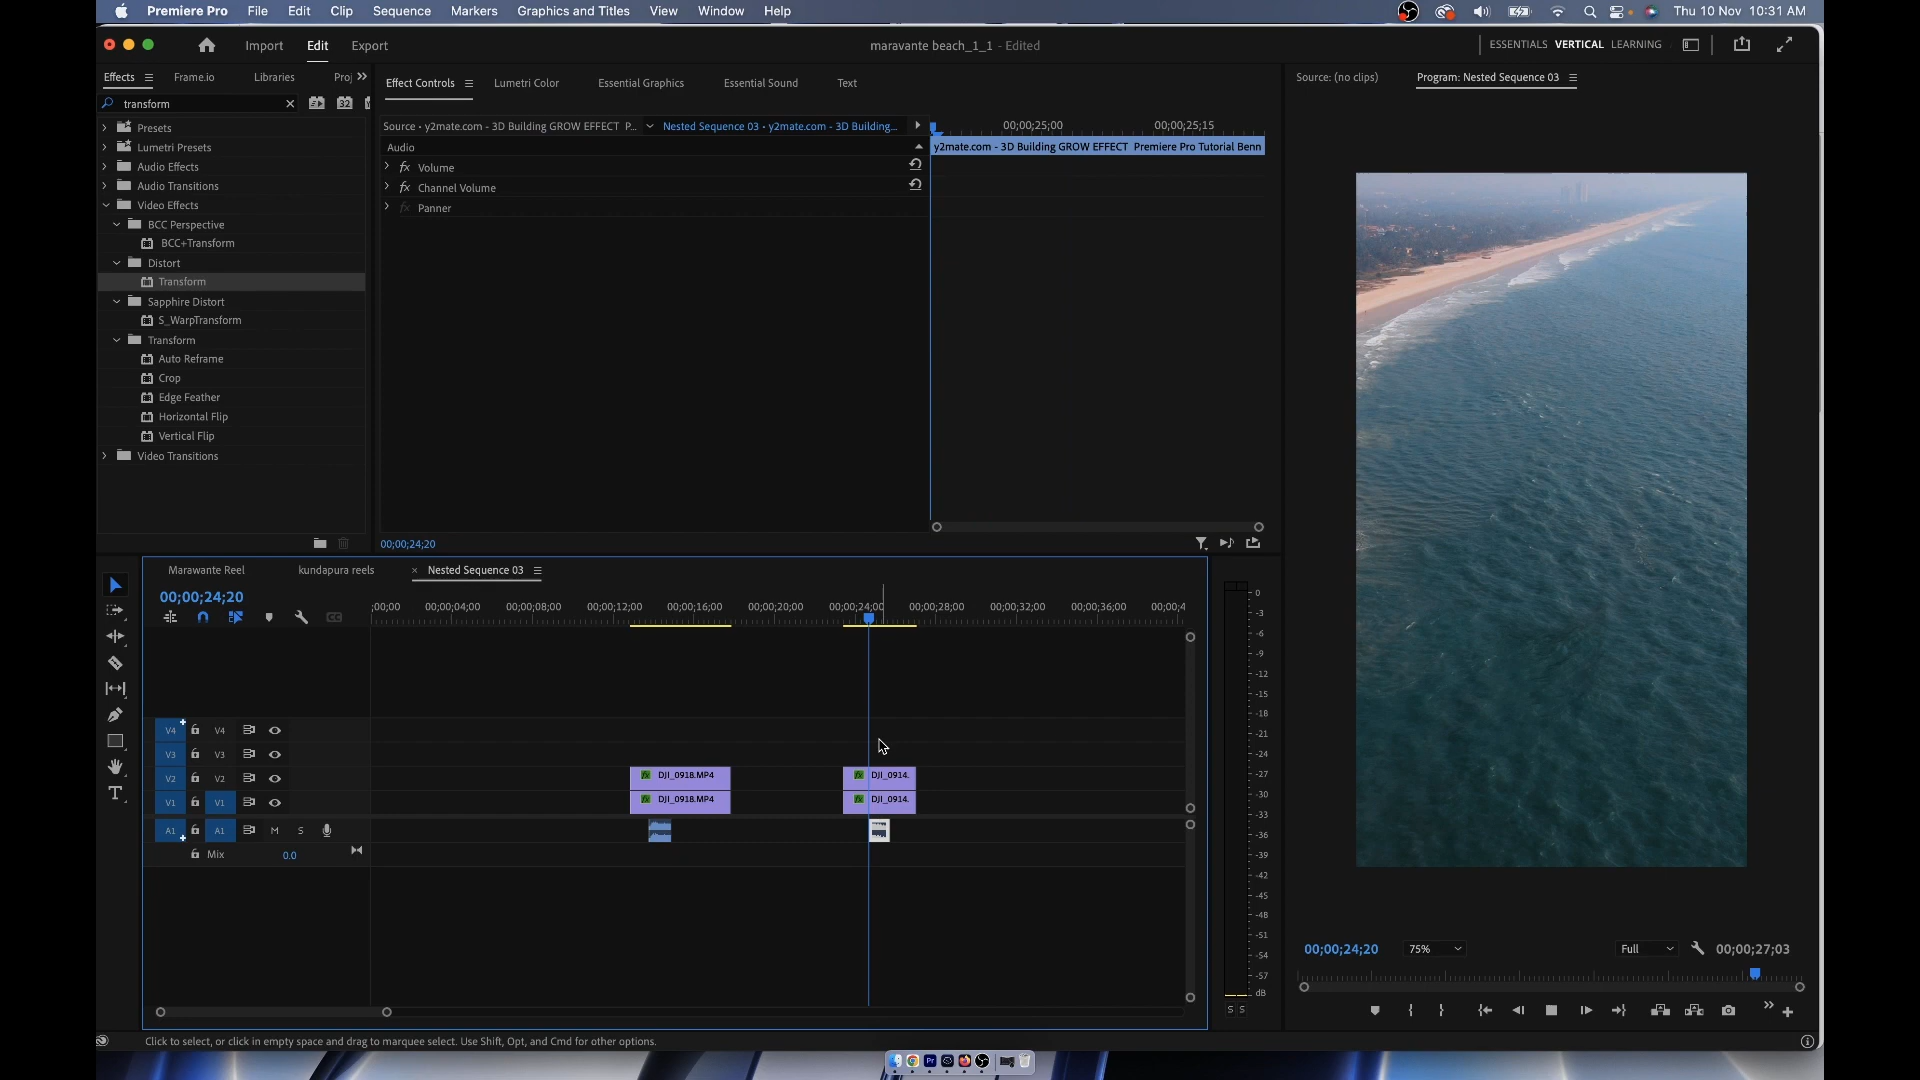 Premiere Pro File Edit Clip Sequence Markers Graphics and Titles View Window Help Thu 10 Nov 10:31 AM
Import Edit Export maravante beach_1_1 - Edited ESSENTIALS VERTICAL LEARNING
Effects Frame.io Libraries Proj
Effect Controls Lumetri Color Essential Graphics Essential Sound Text
Source: (no clips) Program: Nested Sequence 03
transform 32
Source • y2mate.com - 3D Building GROW EFFECT P... Nested Sequence 03 • y2mate.com - 3D Building... 00;00;25;00 00;00;25;15
Presets
Audio y2mate.com - 3D Building GROW EFFECT Premiere Pro Tutorial Benn
Lumetri Presets
Audio Effects
fx Volume
Audio Transitions
fx Channel Volume
Video Effects
fx Panner
BCC Perspective
BCC+Transform
Distort
Transform
Sapphire Distort
S_WarpTransform
Transform
Auto Reframe
Crop
Edge Feather
Horizontal Flip
Vertical Flip
Video Transitions
00;00;24;20
Marawante Reel kundapura reels × Nested Sequence 03
00;00;24;20
;00;00 00;00;04;00 00;00;08;00 00;00;12;00 00;00;16;00 00;00;20;00 00;00;24;00 00;00;28;00 00;00;32;00 00;00;36;00 00;00;4
V4 V4
V3 V3
V2 V2 fx DJI_0918.MP4 fx DJI_0914.
V1 V1 fx DJI_0918.MP4 fx DJI_0914.
A1 A1 M S
Mix 0.0
0
-3
-6
-9
-12
-15
-18
-21
-24
-27
-30
-33
-36
-39
-42
-45
-48
-51
-54
-57
dB
S S
00;00;24;20 75% Full 00;00;27;03
Click to select, or click in empty space and drag to marquee select. Use Shift, Opt, and Cmd for other options.
Pr